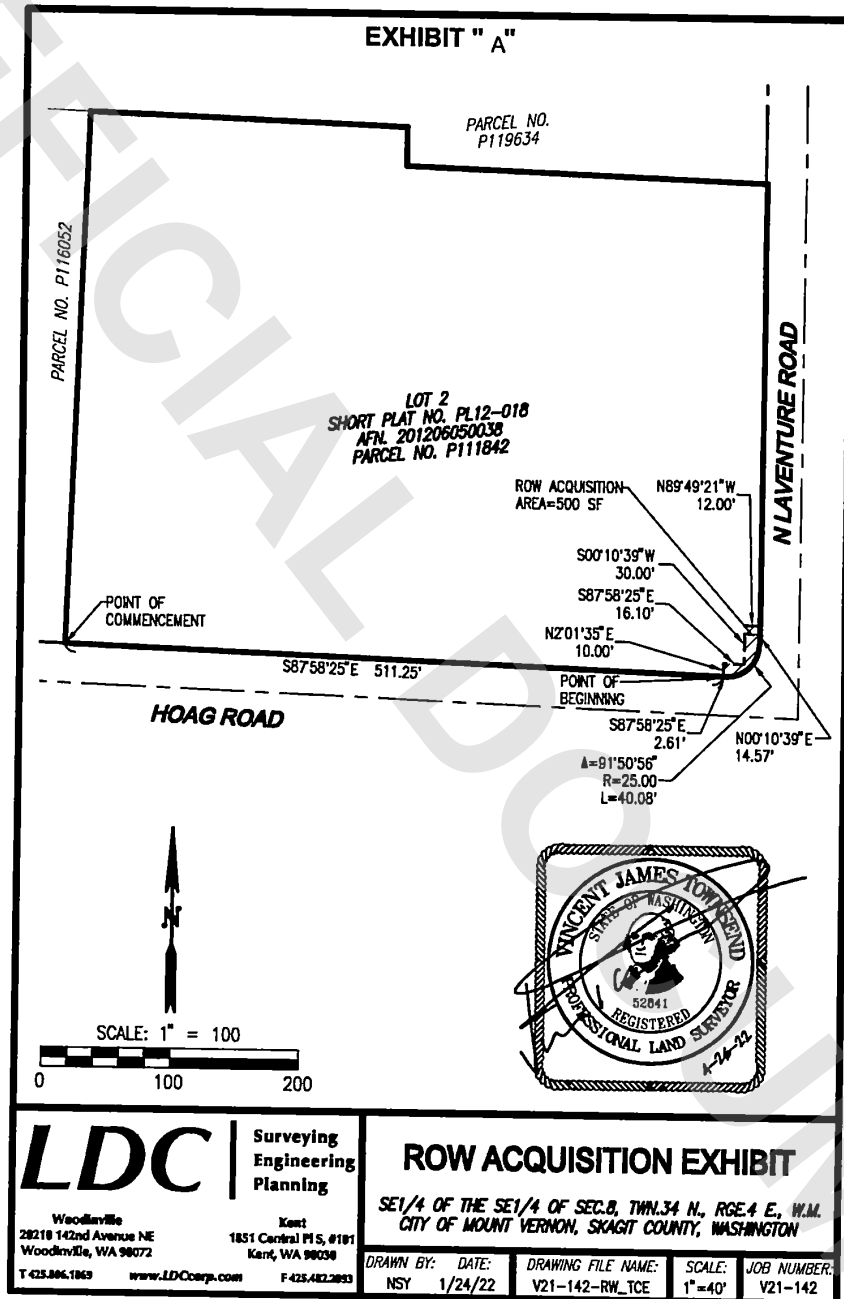 EXHIBIT " A"
PARCEL NO.
P119634
PARCEL NO. P116052
LOT 2
SHORT PLAT NO. PL12-018
AFN. 201206050038
PARCEL NO. P111842
N LAVENTURE ROAD
ROW ACQUISITION
AREA=500 SF
N89°49'21"W
12.00'
S00°10'39"W
30.00'
S87°58'25"E
16.10'
N2°01'35"E
10.00'
POINT OF
COMMENCEMENT
S87°58'25"E 511.25'
POINT OF
BEGINNING
HOAG ROAD
S87°58'25"E
2.61'
N00°10'39"E
14.57'
Δ=91°50'56"
R=25.00
L=40.08'
N
SCALE: 1" = 100
0 100 200
VINCENT JAMES TOWNSEND
STATE OF WASHINGTON
52641
REGISTERED
PROFESSIONAL LAND SURVEYOR
LDC
Surveying
Engineering
Planning
Woodinville
20210 142nd Avenue NE
Woodinville, WA 98072
Kent
1851 Central Pl S, #101
Kent, WA 98030
T 425.806.1869 www.LDCcorp.com F 425.482.2893
ROW ACQUISITION EXHIBIT
SE1/4 OF THE SE1/4 OF SEC.8, TWN.34 N., RGE.4 E., W.M.
CITY OF MOUNT VERNON, SKAGIT COUNTY, WASHINGTON
DRAWN BY: NSY
DATE: 1/24/22
DRAWING FILE NAME: V21-142-RW_TCE
SCALE: 1"=40'
JOB NUMBER: V21-142